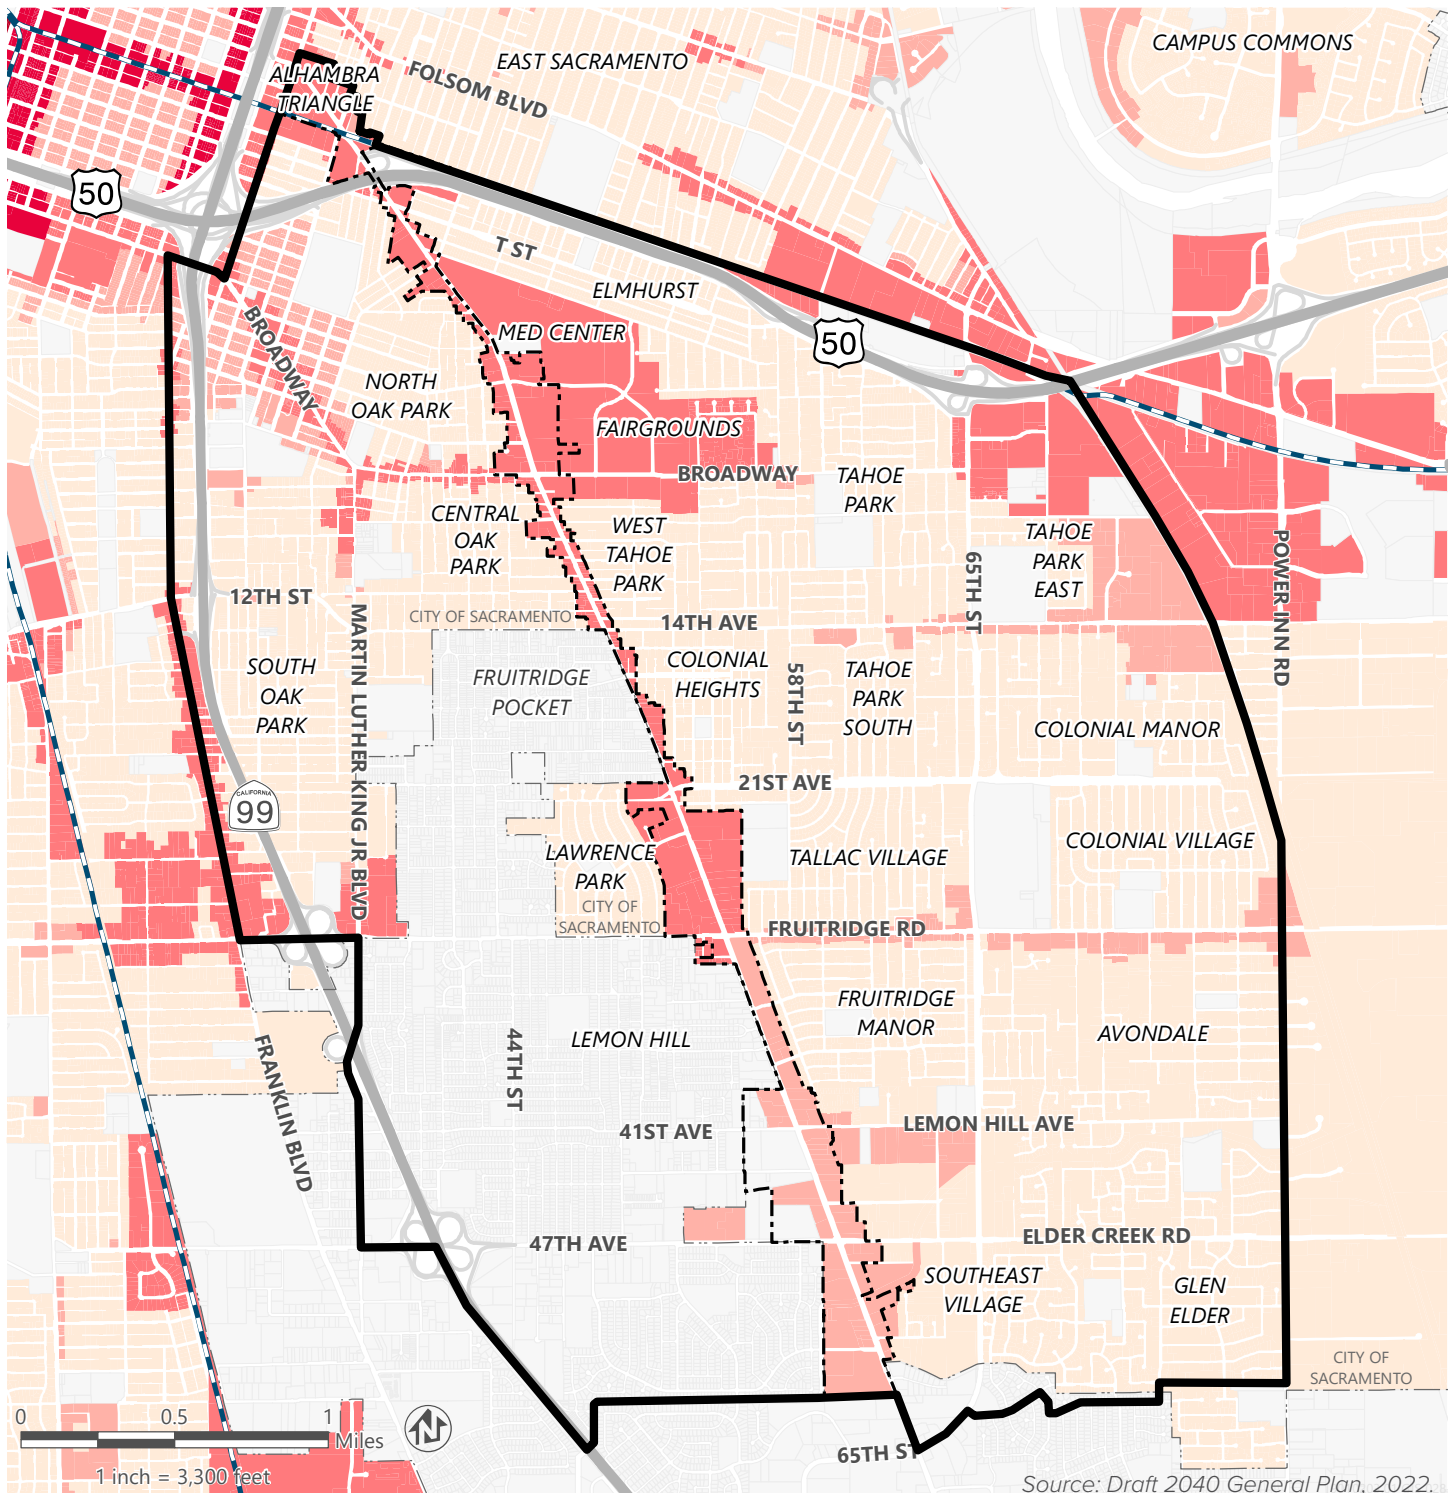 CAMPUS COMMONS
EAST SACRAMENTO
ALHAMBRA
TRIANGLE
FOLSOM BLVD
50
T ST
ELMHURST
MED CENTER
50
BROADWAY
NORTH
OAK PARK
FAIRGROUNDS
BROADWAY
TAHOE
PARK
CENTRAL
OAK
PARK
WEST
TAHOE
PARK
TAHOE
PARK
EAST
65TH ST
POWER INN RD
12TH ST
MARTIN LUTHER KING JR BLVD
CITY OF SACRAMENTO
14TH AVE
SOUTH
OAK
PARK
FRUITRIDGE
POCKET
COLONIAL
HEIGHTS
58TH ST
TAHOE
PARK
SOUTH
COLONIAL MANOR
21ST AVE
CALIFORNIA
99
LAWRENCE
PARK
TALLAC VILLAGE
COLONIAL VILLAGE
CITY OF
SACRAMENTO
FRUITRIDGE RD
FRUITRIDGE
MANOR
AVONDALE
LEMON HILL
44TH ST
FRANKLIN BLVD
41ST AVE
LEMON HILL AVE
47TH AVE
ELDER CREEK RD
SOUTHEAST
VILLAGE
GLEN
ELDER
CITY OF
SACRAMENTO
0 0.5 1
Miles
N
1 inch = 3,300 feet
65TH ST
Source: Draft 2040 General Plan, 2022.